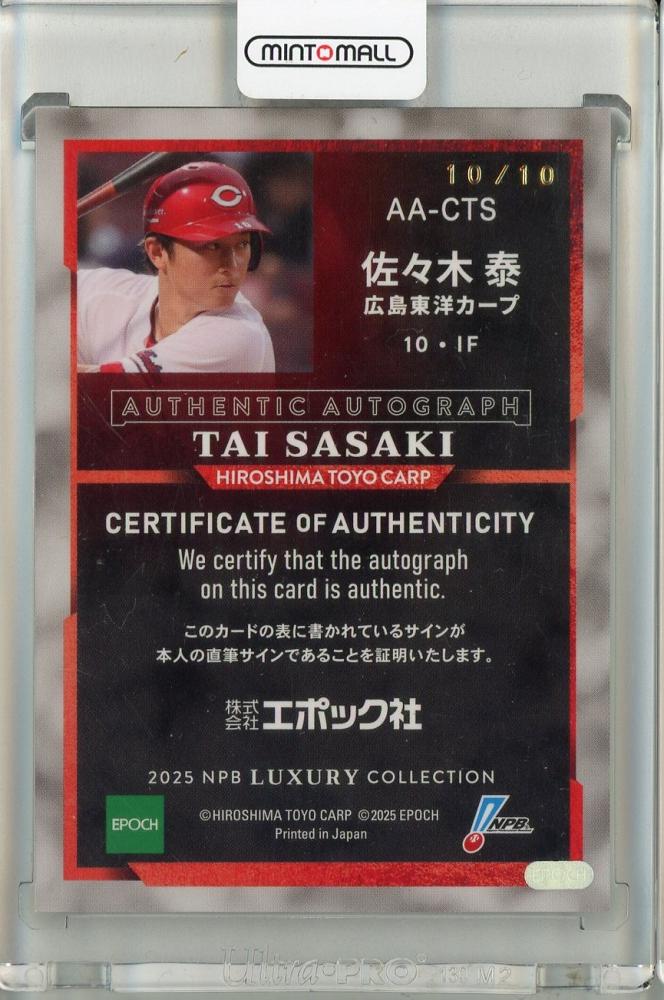 MINTOMALL
10/10
AA-CTS
佐々木 泰
広島東洋カープ
10・IF
AUTHENTIC AUTOGRAPH
TAI SASAKI
HIROSHIMA TOYO CARP
CERTIFICATE OF AUTHENTICITY
We certify that the autograph
on this card is authentic.
このカードの表に書かれているサインが
本人の直筆サインであることを証明いたします。
株式会社エポック社
2025 NPB LUXURY COLLECTION
EPOCH
©HIROSHIMA TOYO CARP ©2025 EPOCH
Printed in Japan
NPB
EPOCH
Ultra•PRO